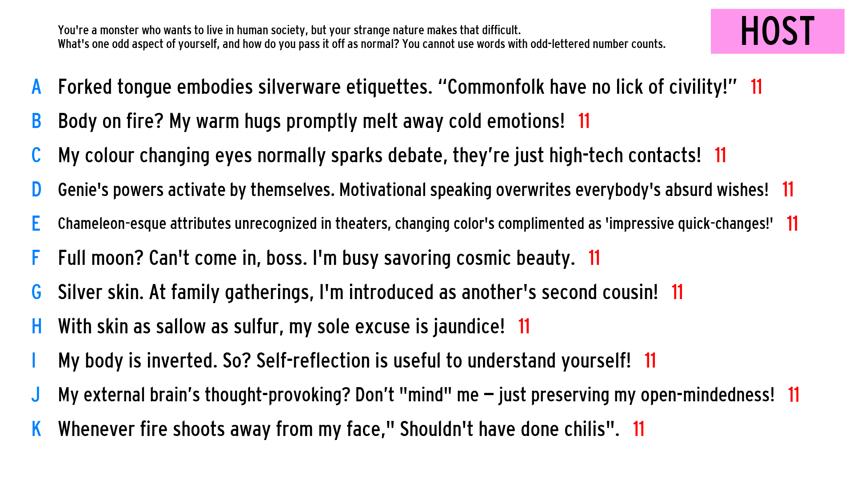 You're a monster who wants to live in human society, but your strange nature makes that difficult.
What's one odd aspect of yourself, and how do you pass it off as normal? You cannot use words with odd-lettered number counts.
HOST
A Forked tongue embodies silverware etiquettes. “Commonfolk have no lick of civility!” 11
B Body on fire? My warm hugs promptly melt away cold emotions! 11
C My colour changing eyes normally sparks debate, they’re just high-tech contacts! 11
D Genie's powers activate by themselves. Motivational speaking overwrites everybody's absurd wishes! 11
E Chameleon-esque attributes unrecognized in theaters, changing color's complimented as 'impressive quick-changes!' 11
F Full moon? Can't come in, boss. I'm busy savoring cosmic beauty. 11
G Silver skin. At family gatherings, I'm introduced as another's second cousin! 11
H With skin as sallow as sulfur, my sole excuse is jaundice! 11
I My body is inverted. So? Self-reflection is useful to understand yourself! 11
J My external brain’s thought-provoking? Don’t "mind" me – just preserving my open-mindedness! 11
K Whenever fire shoots away from my face," Shouldn't have done chilis". 11